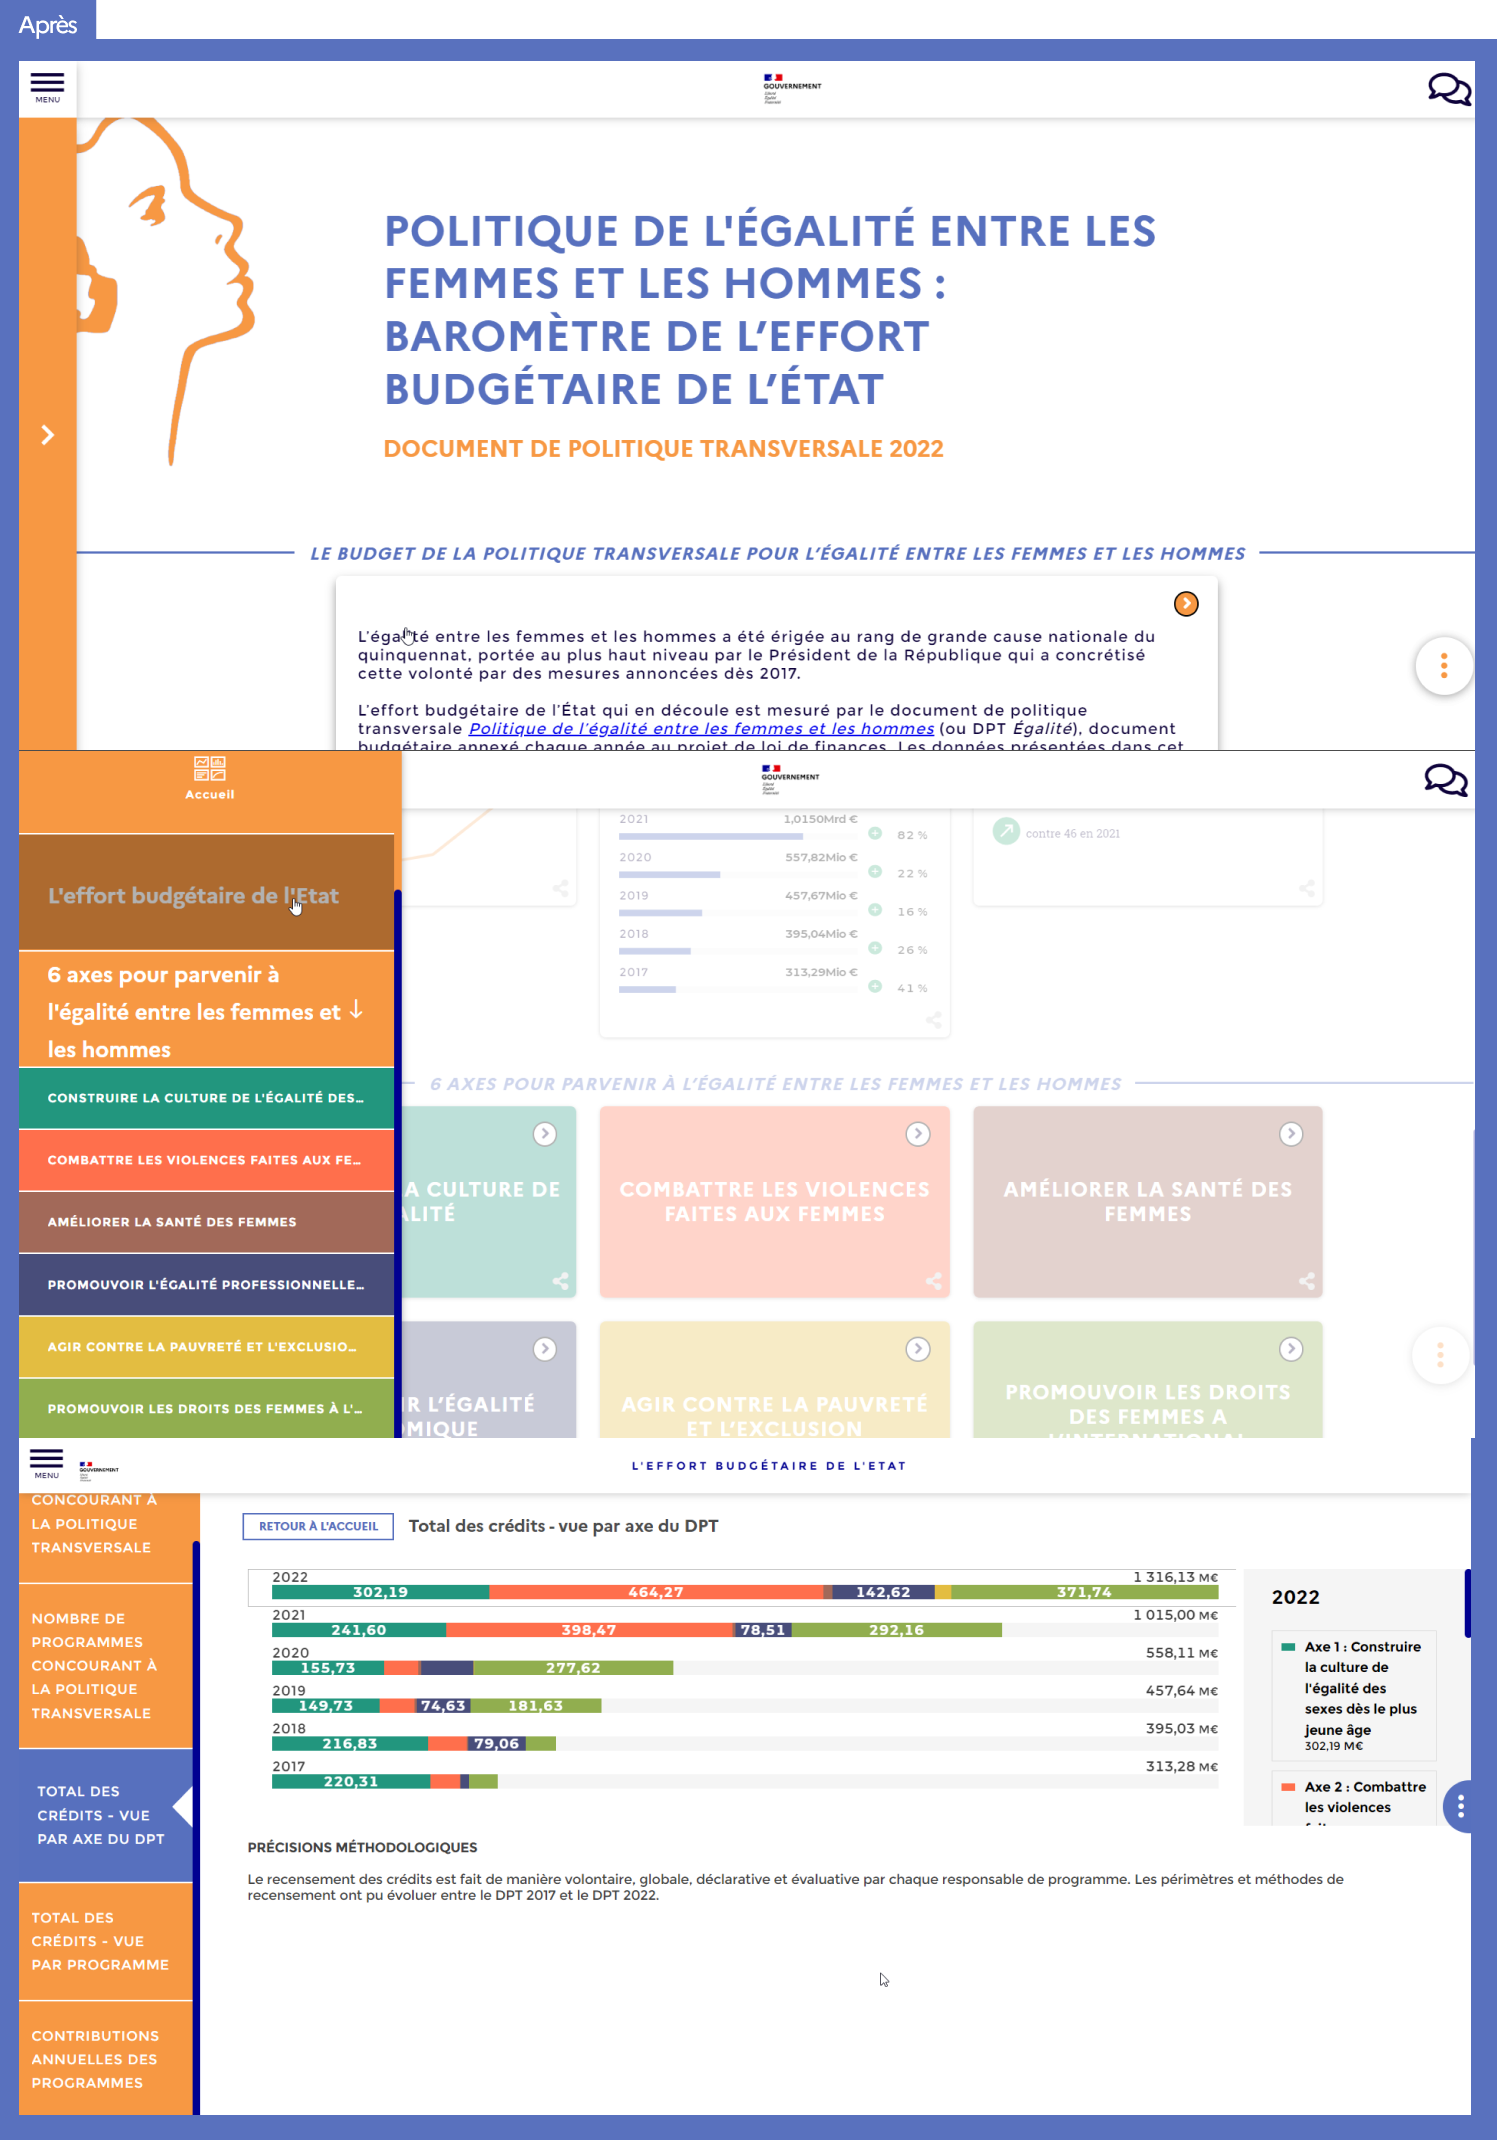 Après
MENU
GOUVERNEMENT
Liberté
Égalité
Fraternité
POLITIQUE DE L'ÉGALITÉ ENTRE LES
FEMMES ET LES HOMMES :
BAROMÈTRE DE L’EFFORT
BUDGÉTAIRE DE L’ÉTAT
DOCUMENT DE POLITIQUE TRANSVERSALE 2022
LE BUDGET DE LA POLITIQUE TRANSVERSALE POUR L’ÉGALITÉ ENTRE LES FEMMES ET LES HOMMES
L’égalité entre les femmes et les hommes a été érigée au rang de grande cause nationale du
quinquennat, portée au plus haut niveau par le Président de la République qui a concrétisé
cette volonté par des mesures annoncées dès 2017.
L’effort budgétaire de l’État qui en découle est mesuré par le document de politique
transversale Politique de l’égalité entre les femmes et les hommes (ou DPT Égalité), document
budgétaire annexé chaque année au projet de loi de finances. Les données présentées dans cet
Accueil
L'effort budgétaire de l'Etat
6 axes pour parvenir à
l'égalité entre les femmes et ↓
les hommes
CONSTRUIRE LA CULTURE DE L'ÉGALITÉ DES...
COMBATTRE LES VIOLENCES FAITES AUX FE...
AMÉLIORER LA SANTÉ DES FEMMES
PROMOUVOIR L'ÉGALITÉ PROFESSIONNELLE...
AGIR CONTRE LA PAUVRETÉ ET L'EXCLUSIO...
PROMOUVOIR LES DROITS DES FEMMES À L'...
GOUVERNEMENT
Liberté
Égalité
Fraternité
2021 1,0150Mrd € 82 %
2020 557,82Mio € 22 %
2019 457,67Mio € 16 %
2018 395,04Mio € 26 %
2017 313,29Mio € 41 %
contre 46 en 2021
6 AXES POUR PARVENIR À L’ÉGALITÉ ENTRE LES FEMMES ET LES HOMMES
A CULTURE DE
ALITÉ
COMBATTRE LES VIOLENCES
FAITES AUX FEMMES
AMÉLIORER LA SANTÉ DES
FEMMES
IR L’ÉGALITÉ
OMIQUE
AGIR CONTRE LA PAUVRETÉ
ET L’EXCLUSION
PROMOUVOIR LES DROITS
DES FEMMES A
L’INTERNATIONAL
MENU
GOUVERNEMENT
L'EFFORT BUDGÉTAIRE DE L'ETAT
CONCOURANT À
LA POLITIQUE
TRANSVERSALE
NOMBRE DE
PROGRAMMES
CONCOURANT À
LA POLITIQUE
TRANSVERSALE
TOTAL DES
CRÉDITS - VUE
PAR AXE DU DPT
TOTAL DES
CRÉDITS - VUE
PAR PROGRAMME
CONTRIBUTIONS
ANNUELLES DES
PROGRAMMES
RETOUR À L'ACCUEIL
Total des crédits - vue par axe du DPT
2022 1 316,13 M€
302,19 464,27 142,62 371,74
2021 1 015,00 M€
241,60 398,47 78,51 292,16
2020 558,11 M€
155,73 277,62
2019 457,64 M€
149,73 74,63 181,63
2018 395,03 M€
216,83 79,06
2017 313,28 M€
220,31
2022
Axe 1 : Construire
la culture de
l'égalité des
sexes dès le plus
jeune âge
302,19 M€
Axe 2 : Combattre
les violences
PRÉCISIONS MÉTHODOLOGIQUES
Le recensement des crédits est fait de manière volontaire, globale, déclarative et évaluative par chaque responsable de programme. Les périmètres et méthodes de
recensement ont pu évoluer entre le DPT 2017 et le DPT 2022.